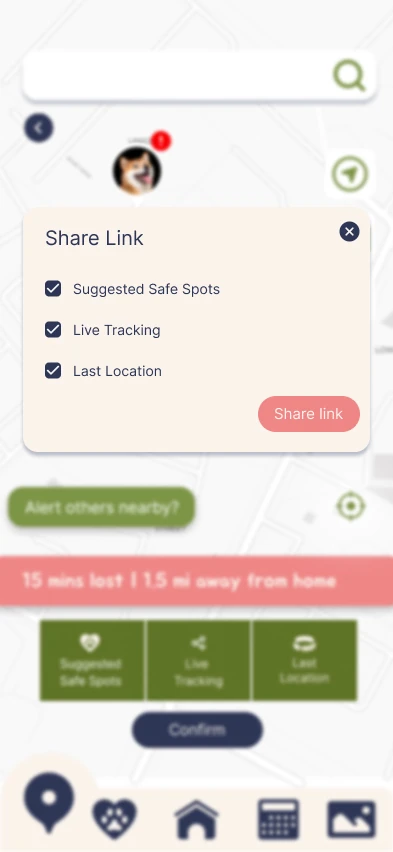 Share Link
Suggested Safe Spots
Live Tracking
Last Location
Share link
Alert others nearby?
15 mins lost | 1.5 mi away from home
Suggested
Safe Spots
Live
Tracking
Last
Location
Confirm